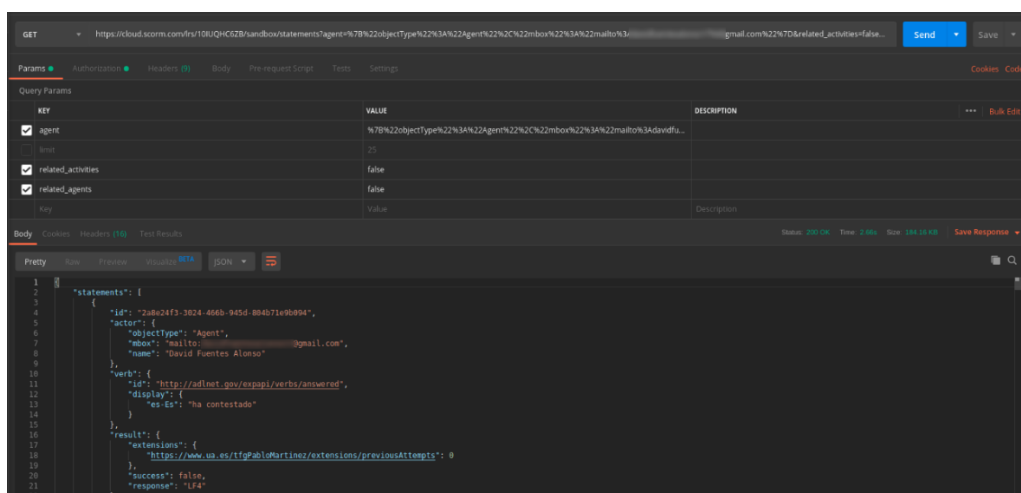 GET https://cloud.scorm.com/lrs/10IUQHC6ZB/sandbox/statements?agent=%7B%22objectType%22%3A%22Agent%22%2C%22mbox%22%3A%22mailto%3A gmail.com%22%7D&related_activities=false... Send Save
Params Authorization Headers (9) Body Pre-request Script Tests Settings Cookies Code
Query Params
KEY VALUE DESCRIPTION ... Bulk Edit
agent %7B%22objectType%22%3A%22Agent%22%2C%22mbox%22%3A%22mailto%3Adavidfu...
limit 25
related_activities false
related_agents false
Key Value Description
Body Cookies Headers (16) Test Results Status: 200 OK Time: 2.66s Size: 184.16 KB Save Response
Pretty Raw Preview Visualize BETA JSON
1 {
2 "statements": [
3 {
4 "id": "2a8e24f3-3024-466b-945d-804b71e9b094",
5 "actor": {
6 "objectType": "Agent",
7 "mbox": "mailto: @gmail.com",
8 "name": "David Fuentes Alonso"
9 },
10 "verb": {
11 "id": "http://adlnet.gov/expapi/verbs/answered",
12 "display": {
13 "es-Es": "ha contestado"
14 }
15 },
16 "result": {
17 "extensions": {
18 "https://www.ua.es/tfgPabloMartinez/extensions/previousAttempts": 0
19 },
20 "success": false,
21 "response": "LF4"